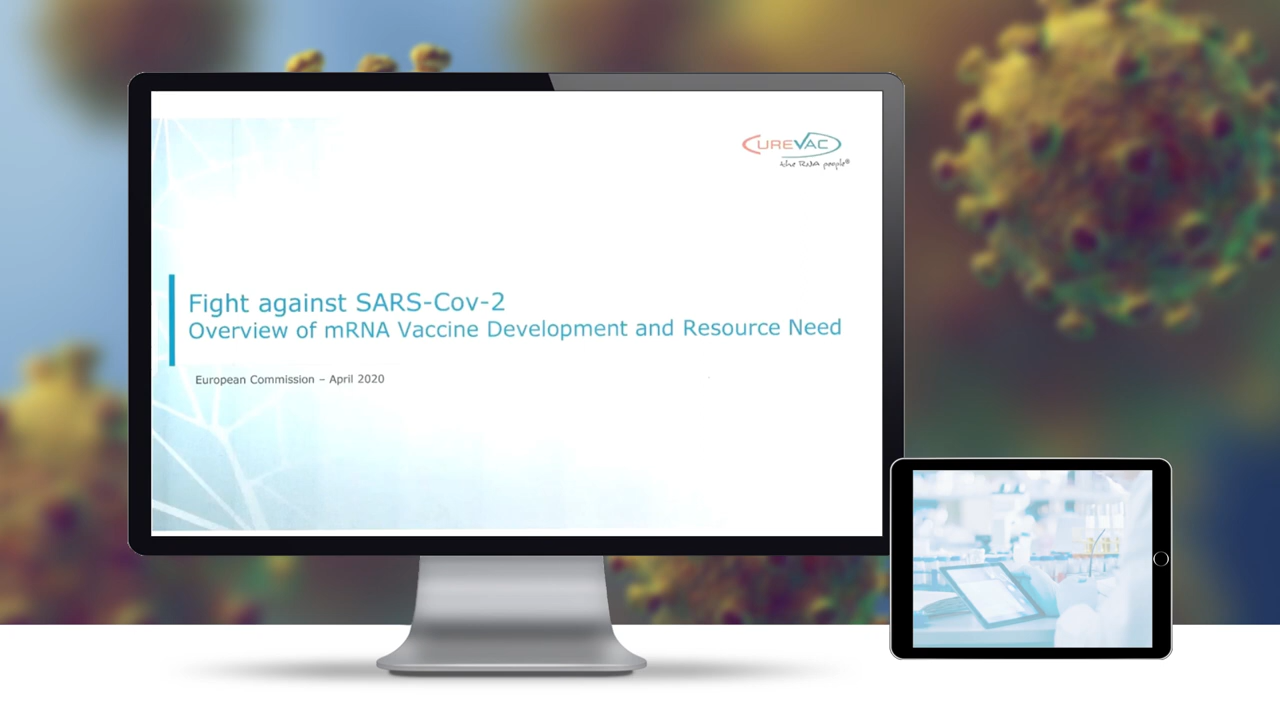 CUREVAC
the RNA people®
Fight against SARS-Cov-2
Overview of mRNA Vaccine Development and Resource Need
European Commission – April 2020